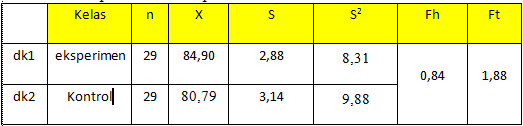 Kelas n X S S² Fh Ft
dk1 eksperimen 29 84,90 2,88 8,31 0,84 1,88
dk2 Kontrol 29 80,79 3,14 9,88